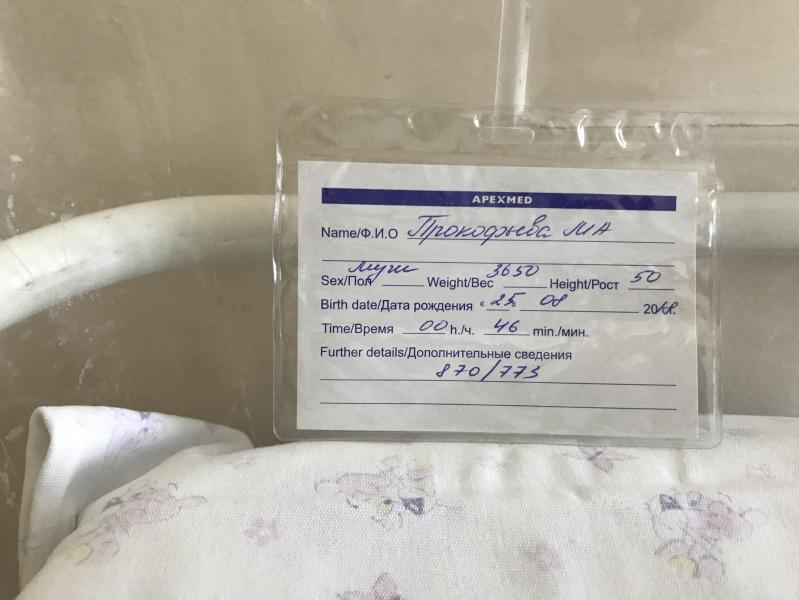 APEXMED
Name/Ф.И.О Прокофьева МА
Sex/Пол муж Weight/Вес 3650 Height/Рост 50
Birth date/Дата рождения « 25 » 08 20 г.
Time/Время 00 h./ч. 46 min./мин.
Further details/Дополнительные сведения
870/773